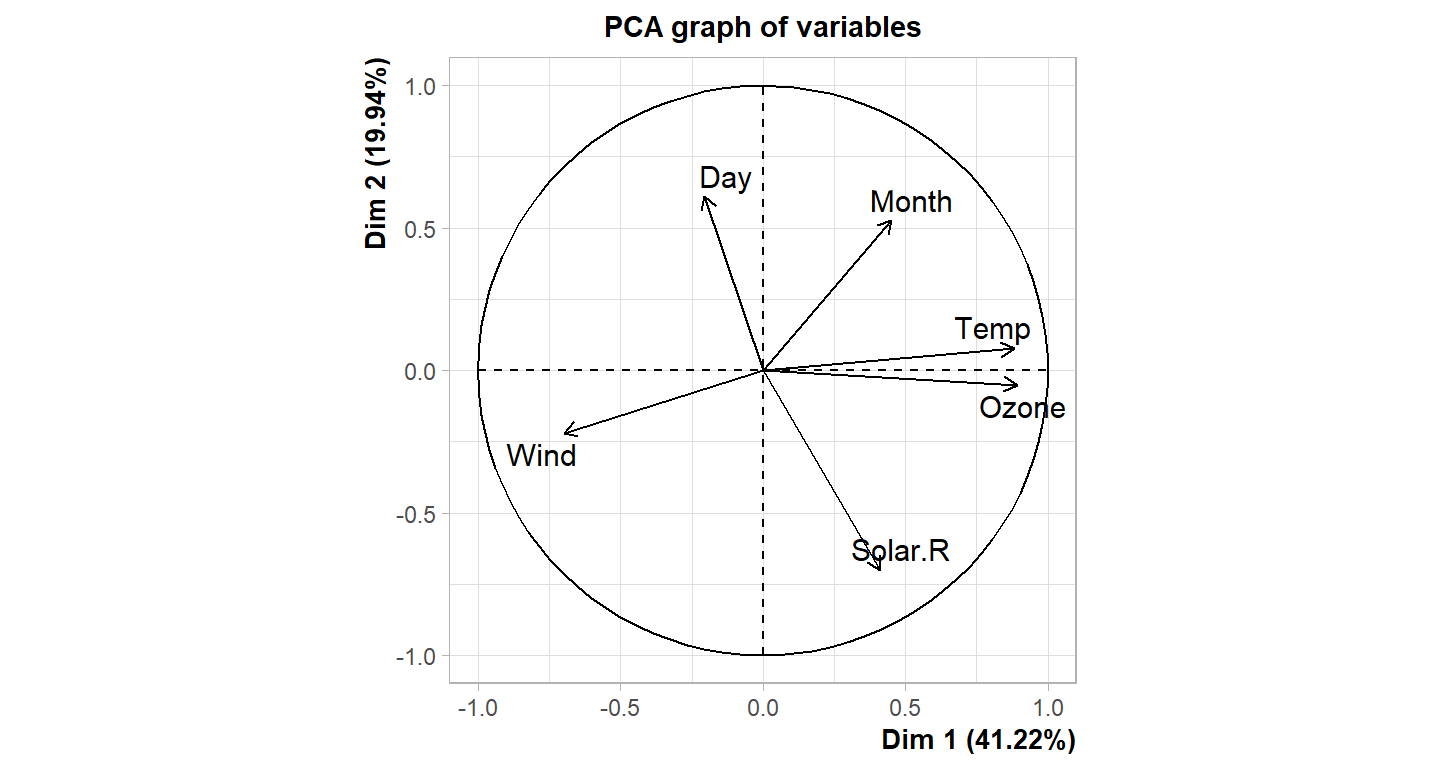 PCA graph of variables
Dim 2 (19.94%)
1.0
0.5
0.0
-0.5
-1.0
Day
Month
Temp
Ozone
Wind
Solar.R
-1.0
-0.5
0.0
0.5
1.0
Dim 1 (41.22%)